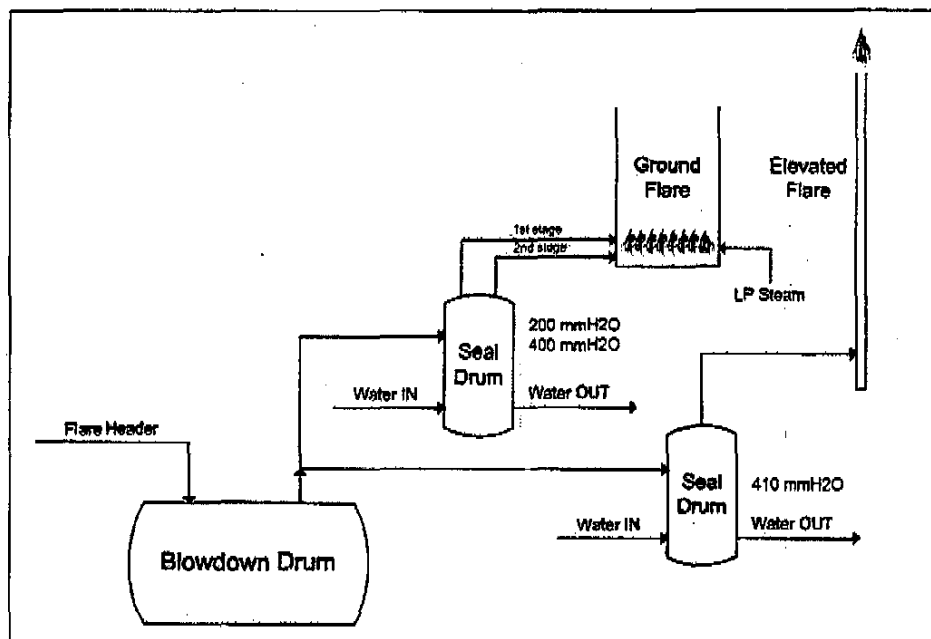 Ground
Flare
Elevated
Flare
1st stage
2nd stage
LP Steam
200 mmH2O
400 mmH2O
Seal
Drum
Water IN
Water OUT
Flare Header
Seal
Drum
410 mmH2O
Water IN
Water OUT
Blowdown Drum